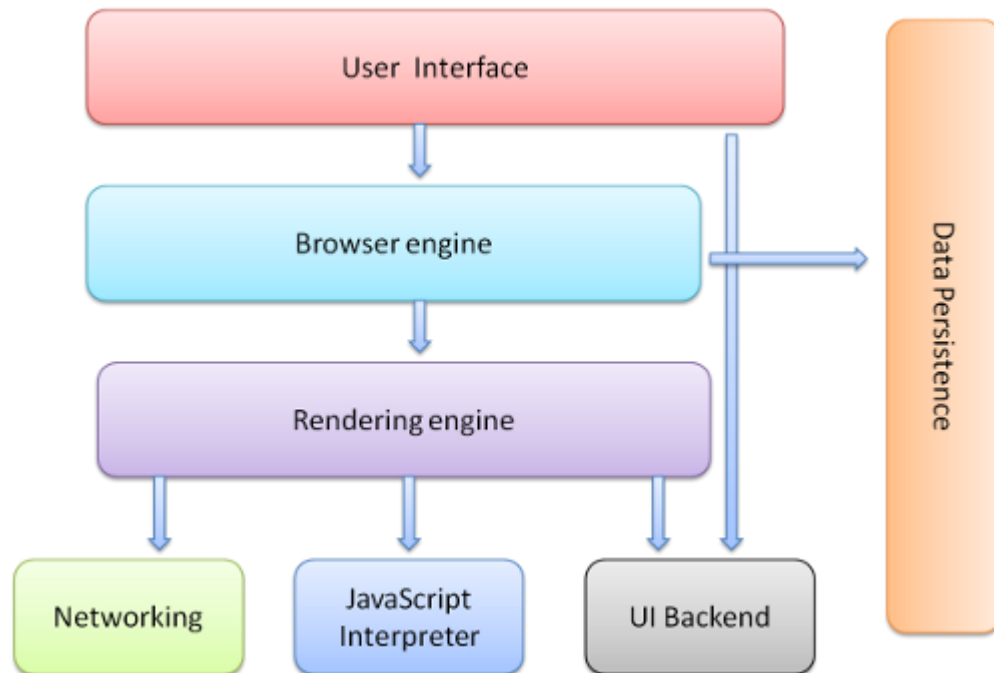 User Interface
Browser engine
Data Persistence
Rendering engine
Networking
JavaScript
Interpreter
UI Backend